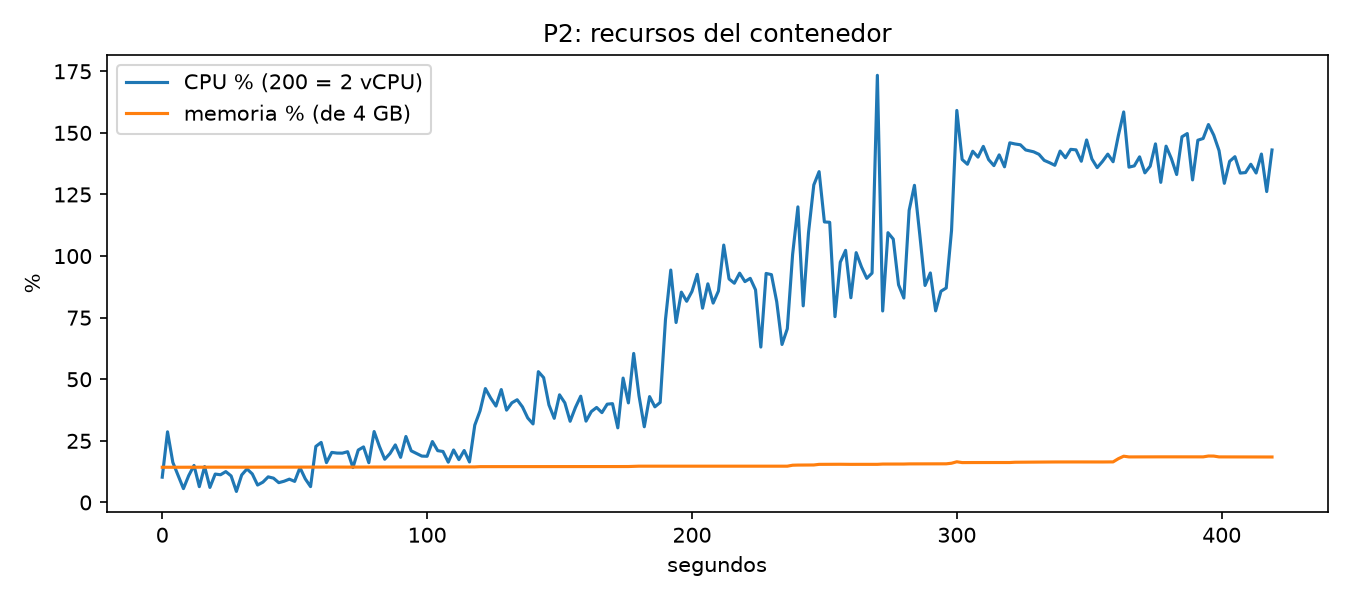 P2: recursos del contenedor
CPU % (200 = 2 vCPU)
memoria % (de 4 GB)
175
150
125
100
75
50
25
0
%
0 100 200 300 400
segundos